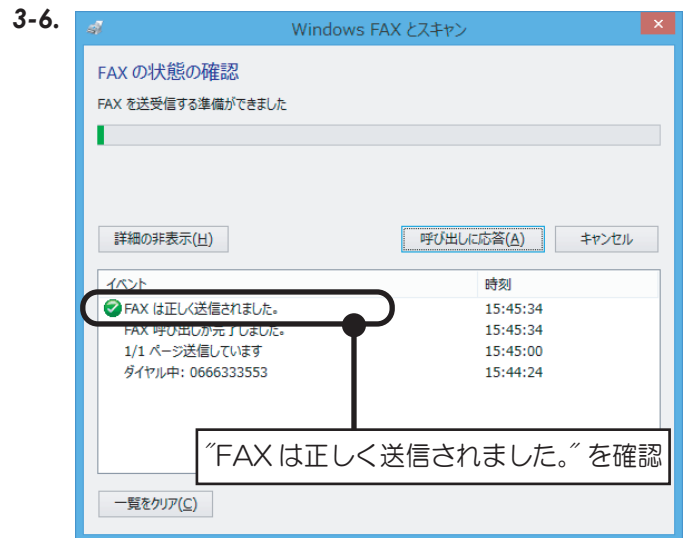 3-6.
Windows FAX とスキャン
FAX の状態の確認
FAX を送受信する準備ができました
詳細の非表示(H)
呼び出しに応答(A)
キャンセル
イベント 時刻
FAX は正しく送信されました。 15:45:34
FAX 呼び出しが完了しました。 15:45:34
1/1 ページ送信しています 15:45:00
ダイヤル中: 0666333553 15:44:24
"FAX は正しく送信されました。" を確認
一覧をクリア(C)